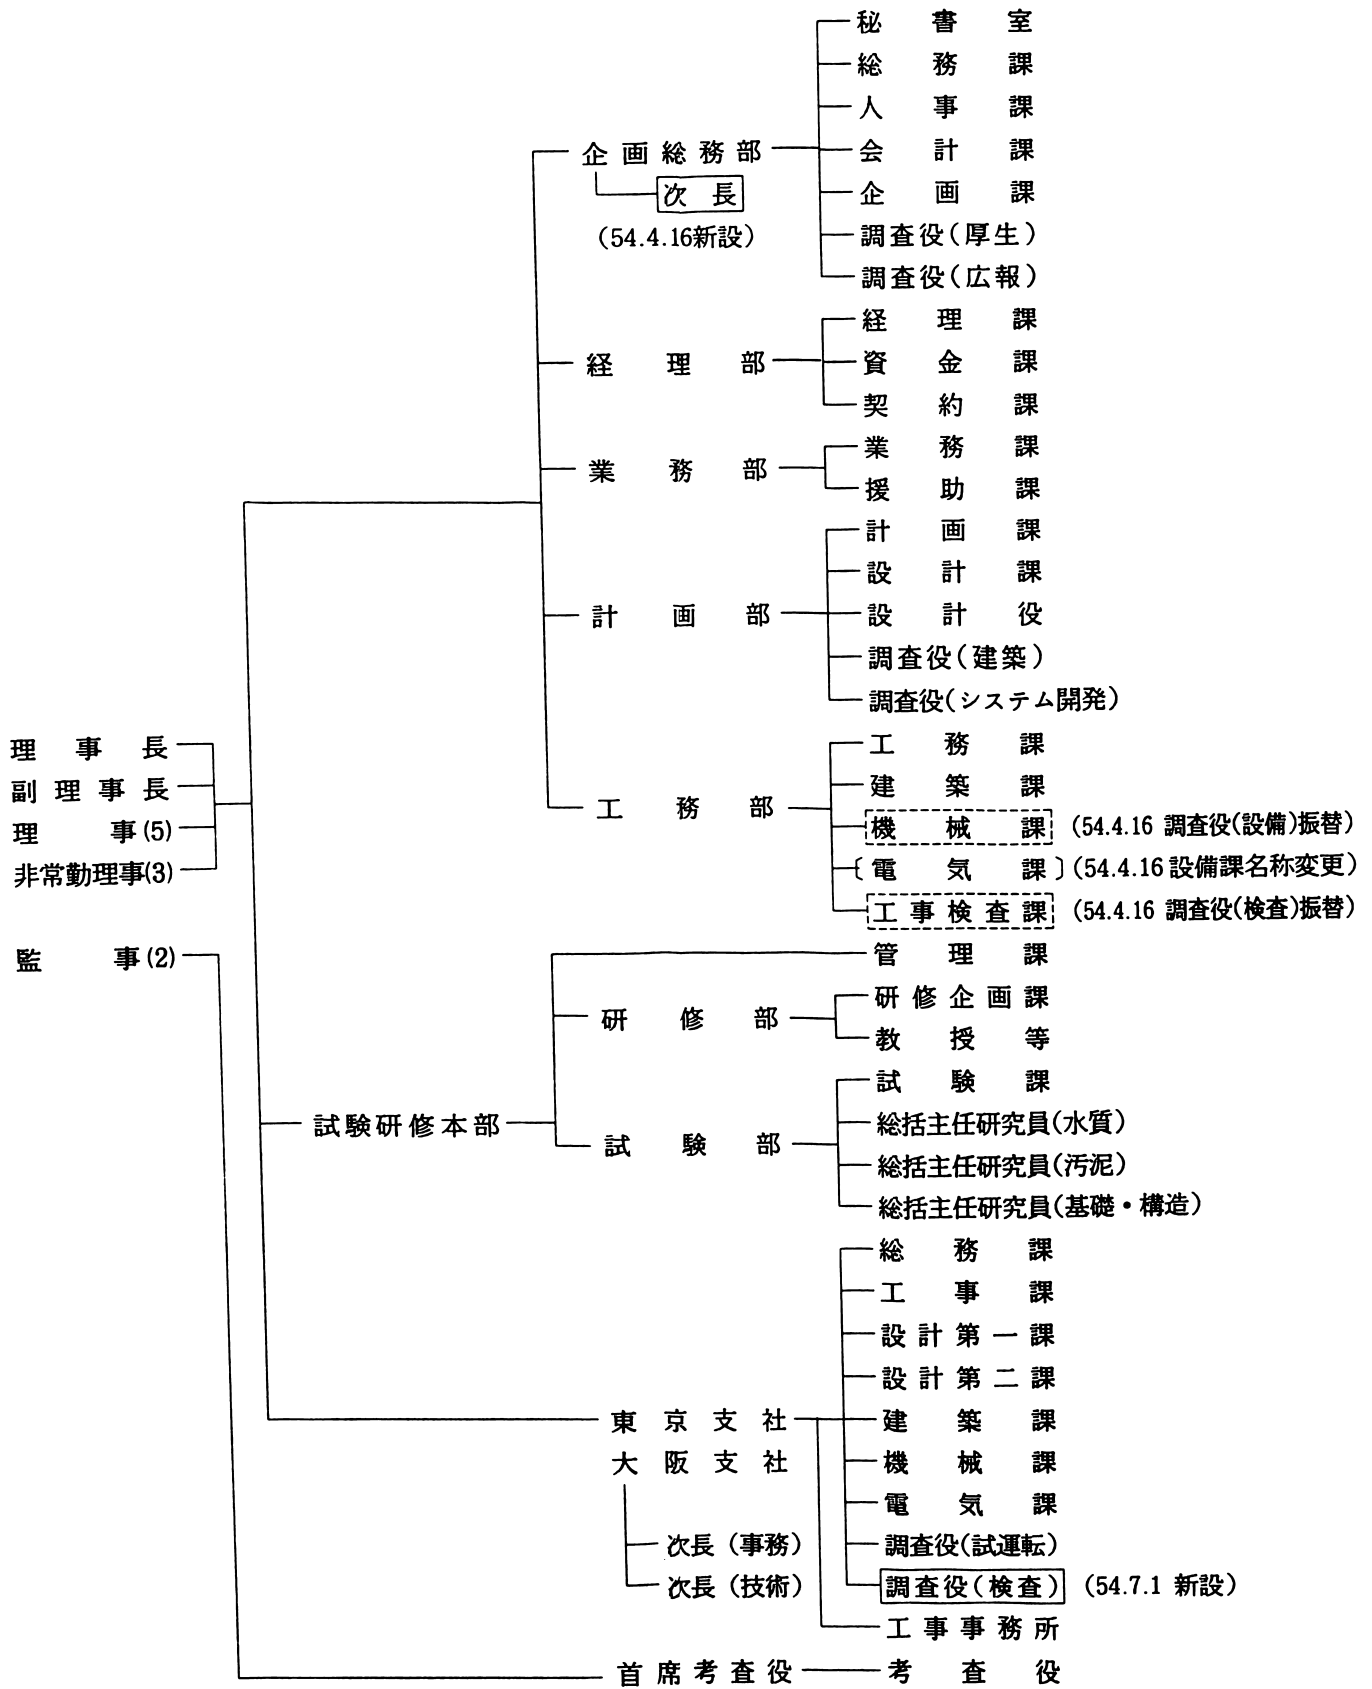 秘書室
総務課
人事課
企画総務部
会計課
次長
企画課
(54.4.16新設)
調査役(厚生)
調査役(広報)
経理課
経理部
資金課
契約課
業務課
業務部
援助課
計画課
設計課
計画部
設計役
調査役(建築)
調査役(システム開発)
理事長
工務課
副理事長
建築課
工務部
理事(5)
機械課 (54.4.16 調査役(設備)振替)
非常勤理事(3)
〔電気課〕(54.4.16 設備課名称変更)
工事検査課 (54.4.16 調査役(検査)振替)
監事(2)
管理課
研修企画課
研修部
教授等
試験課
試験研修本部
総括主任研究員(水質)
試験部
総括主任研究員(汚泥)
総括主任研究員(基礎・構造)
総務課
工事課
設計第一課
設計第二課
東京支社
建築課
大阪支社
機械課
電気課
次長(事務)
調査役(試運転)
次長(技術)
調査役(検査) (54.7.1 新設)
工事事務所
首席考査役
考査役